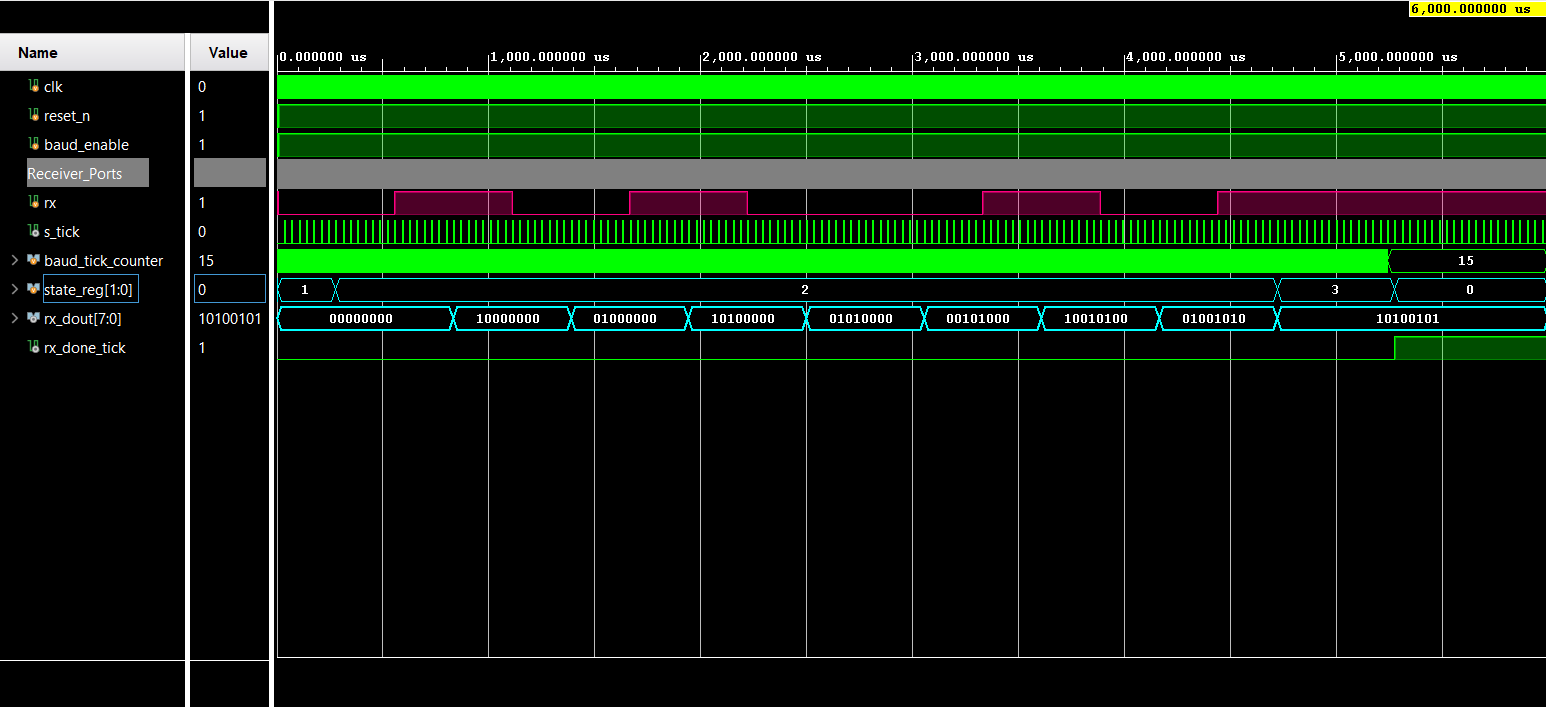 6,000.000000 us
Name Value
0.000000 us 1,000.000000 us 2,000.000000 us 3,000.000000 us 4,000.000000 us 5,000.000000 us
clk 0
reset_n 1
baud_enable 1
Receiver_Ports
rx 1
s_tick 0
baud_tick_counter 15 15
state_reg[1:0] 0 1 2 3 0
rx_dout[7:0] 10100101 00000000 10000000 01000000 10100000 01010000 00101000 10010100 01001010 10100101
rx_done_tick 1